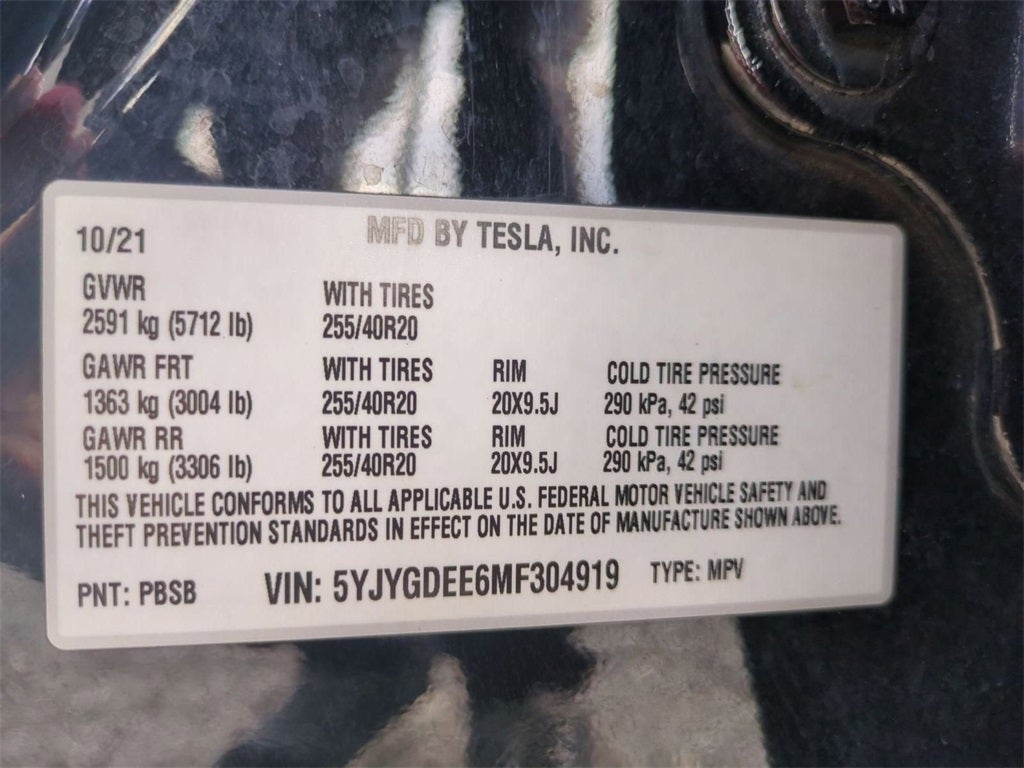 10/21 MFD BY TESLA, INC.
GVWR WITH TIRES
2591 kg (5712 lb) 255/40R20
GAWR FRT WITH TIRES RIM COLD TIRE PRESSURE
1363 kg (3004 lb) 255/40R20 20X9.5J 290 kPa, 42 psi
GAWR RR WITH TIRES RIM COLD TIRE PRESSURE
1500 kg (3306 lb) 255/40R20 20X9.5J 290 kPa, 42 psi
THIS VEHICLE CONFORMS TO ALL APPLICABLE U.S. FEDERAL MOTOR VEHICLE SAFETY AND
THEFT PREVENTION STANDARDS IN EFFECT ON THE DATE OF MANUFACTURE SHOWN ABOVE.
PNT: PBSB VIN: 5YJYGDEE6MF304919 TYPE: MPV